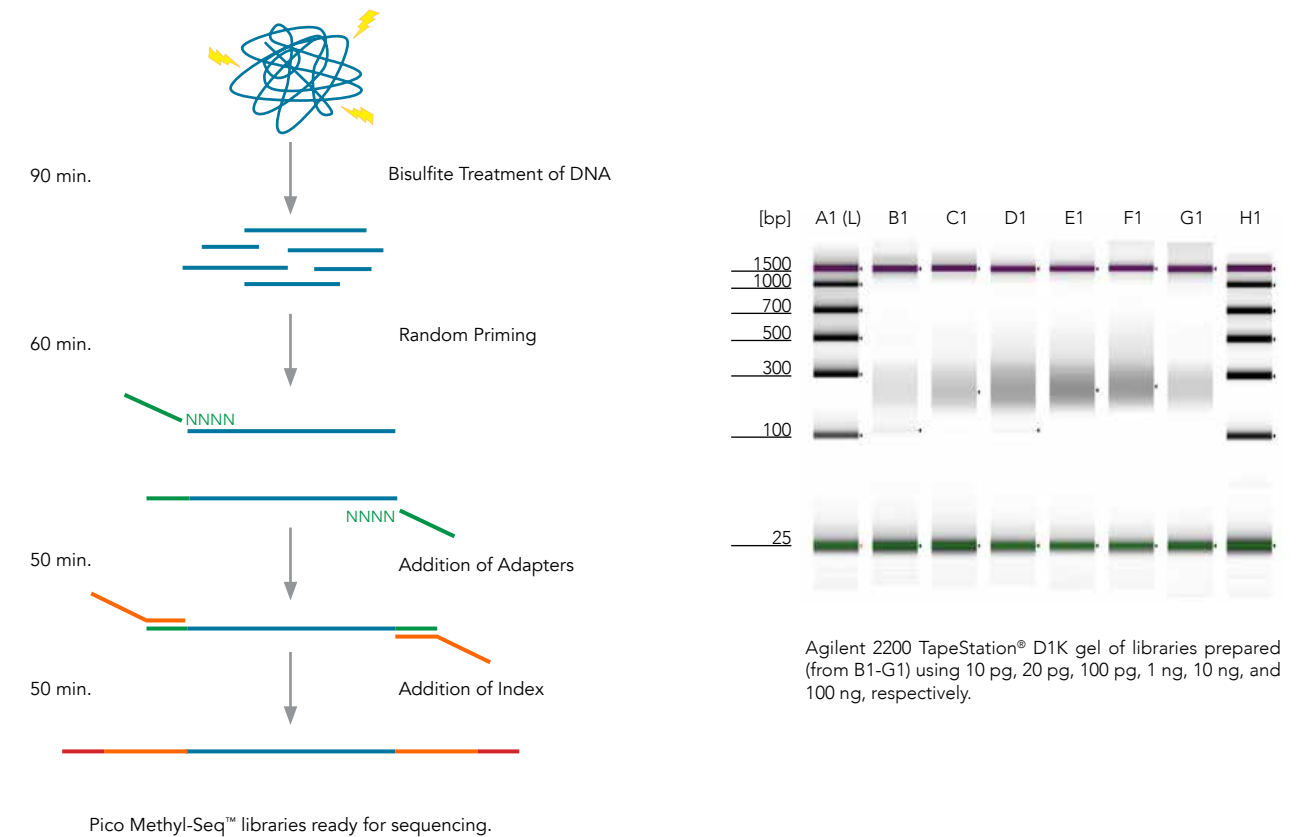 90 min.
Bisulfite Treatment of DNA
60 min.
Random Priming
NNNN
NNNN
50 min.
Addition of Adapters
50 min.
Addition of Index
Pico Methyl-Seq™ libraries ready for sequencing.
[bp] A1 (L) B1 C1 D1 E1 F1 G1 H1
1500
1000
700
500
300
100
25
Agilent 2200 TapeStation® D1K gel of libraries prepared
(from B1-G1) using 10 pg, 20 pg, 100 pg, 1 ng, 10 ng, and
100 ng, respectively.